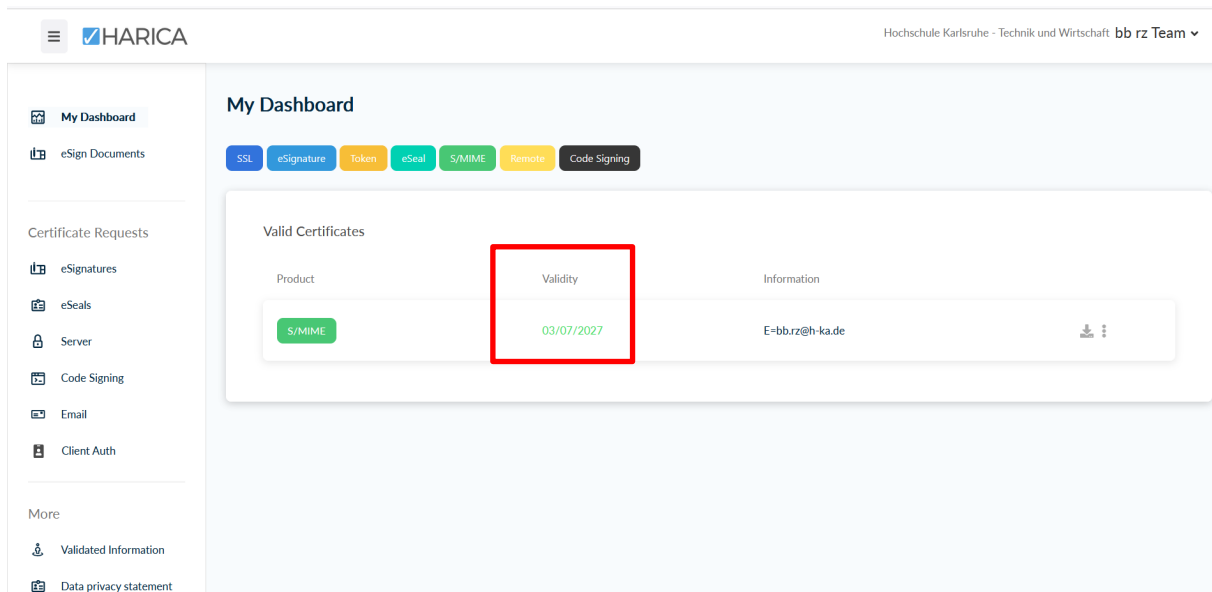 HARICA
Hochschule Karlsruhe - Technik und Wirtschaft bb rz Team
My Dashboard
eSign Documents
Certificate Requests
eSignatures
eSeals
Server
Code Signing
Email
Client Auth
More
Validated Information
Data privacy statement
My Dashboard
SSL eSignature Token eSeal S/MIME Remote Code Signing
Valid Certificates
Product Validity Information
S/MIME 03/07/2027 E=bb.rz@h-ka.de